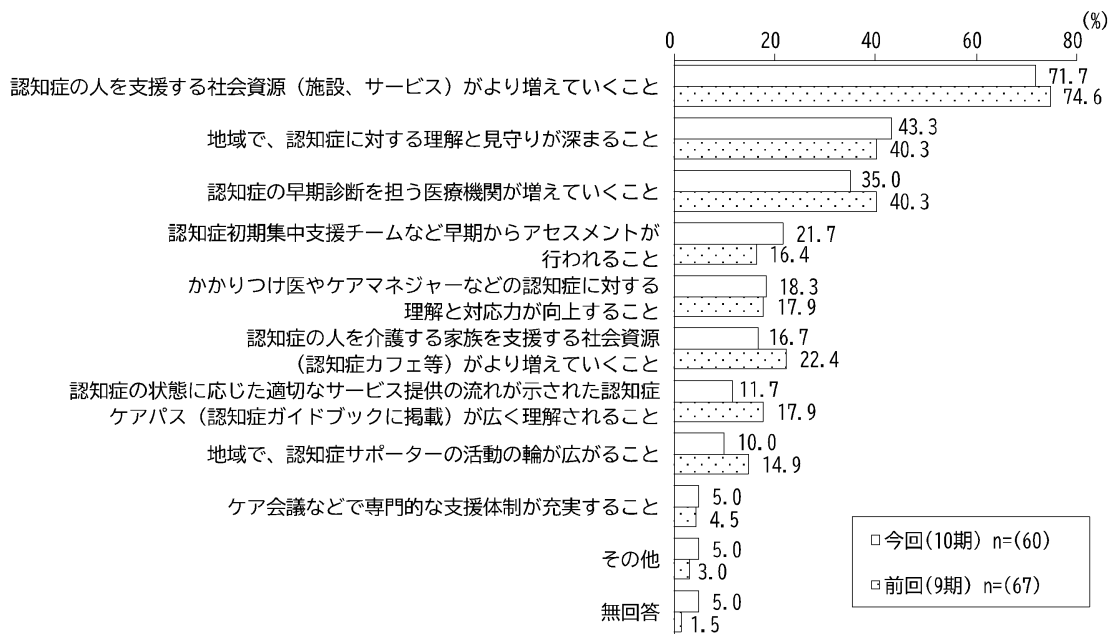 (%)
0 20 40 60 80
認知症の人を支援する社会資源（施設、サービス）がより増えていくこと
71.7
74.6
地域で、認知症に対する理解と見守りが深まること
43.3
40.3
認知症の早期診断を担う医療機関が増えていくこと
35.0
40.3
認知症初期集中支援チームなど早期からアセスメントが
行われること
21.7
16.4
かかりつけ医やケアマネジャーなどの認知症に対する
理解と対応力が向上すること
18.3
17.9
認知症の人を介護する家族を支援する社会資源
（認知症カフェ等）がより増えていくこと
16.7
22.4
認知症の状態に応じた適切なサービス提供の流れが示された認知症
ケアパス（認知症ガイドブックに掲載）が広く理解されること
11.7
17.9
地域で、認知症サポーターの活動の輪が広がること
10.0
14.9
ケア会議などで専門的な支援体制が充実すること
5.0
4.5
その他
5.0
3.0
無回答
5.0
1.5
今回(10期) n=(60)
前回(9期) n=(67)